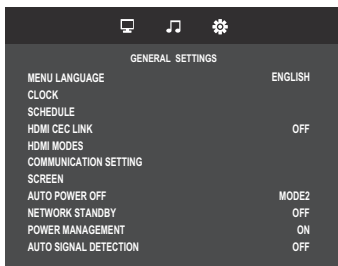 GENERAL SETTINGS
MENU LANGUAGE ENGLISH
CLOCK
SCHEDULE
HDMI CEC LINK OFF
HDMI MODES
COMMUNICATION SETTING
SCREEN
AUTO POWER OFF MODE2
NETWORK STANDBY OFF
POWER MANAGEMENT ON
AUTO SIGNAL DETECTION OFF